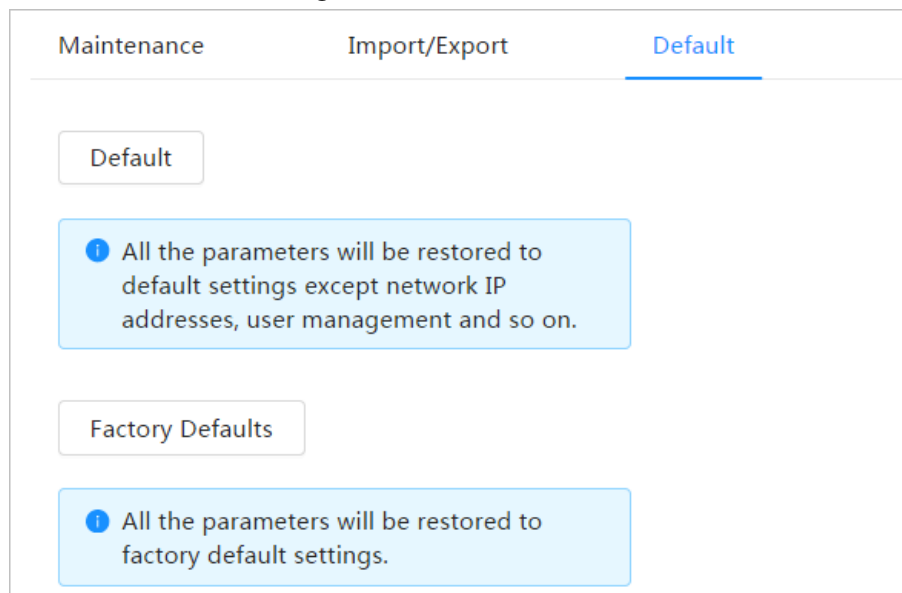 Maintenance Import/Export Default
Default
All the parameters will be restored to
default settings except network IP
addresses, user management and so on.
Factory Defaults
All the parameters will be restored to
factory default settings.